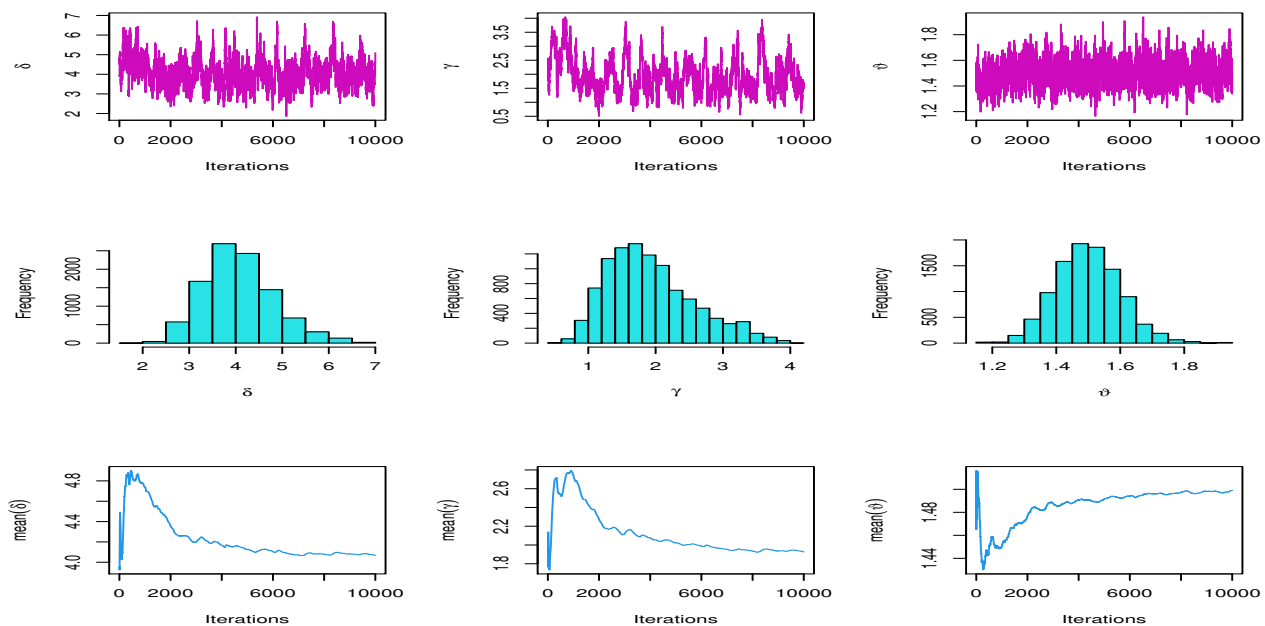 δ
2 3 4 5 6 7
0 2000 6000 10000
Iterations
γ
0.5 1.5 2.5 3.5
0 2000 6000 10000
Iterations
ϑ
1.2 1.4 1.6 1.8
0 2000 6000 10000
Iterations
Frequency
0 1000 2000
2 3 4 5 6 7
δ
Frequency
0 400 800
1 2 3 4
γ
Frequency
0 500 1500
1.2 1.4 1.6 1.8
ϑ
mean(δ)
4.0 4.4 4.8
0 2000 6000 10000
Iterations
mean(γ)
1.8 2.2 2.6
0 2000 6000 10000
Iterations
mean(ϑ)
1.44 1.48
0 2000 6000 10000
Iterations